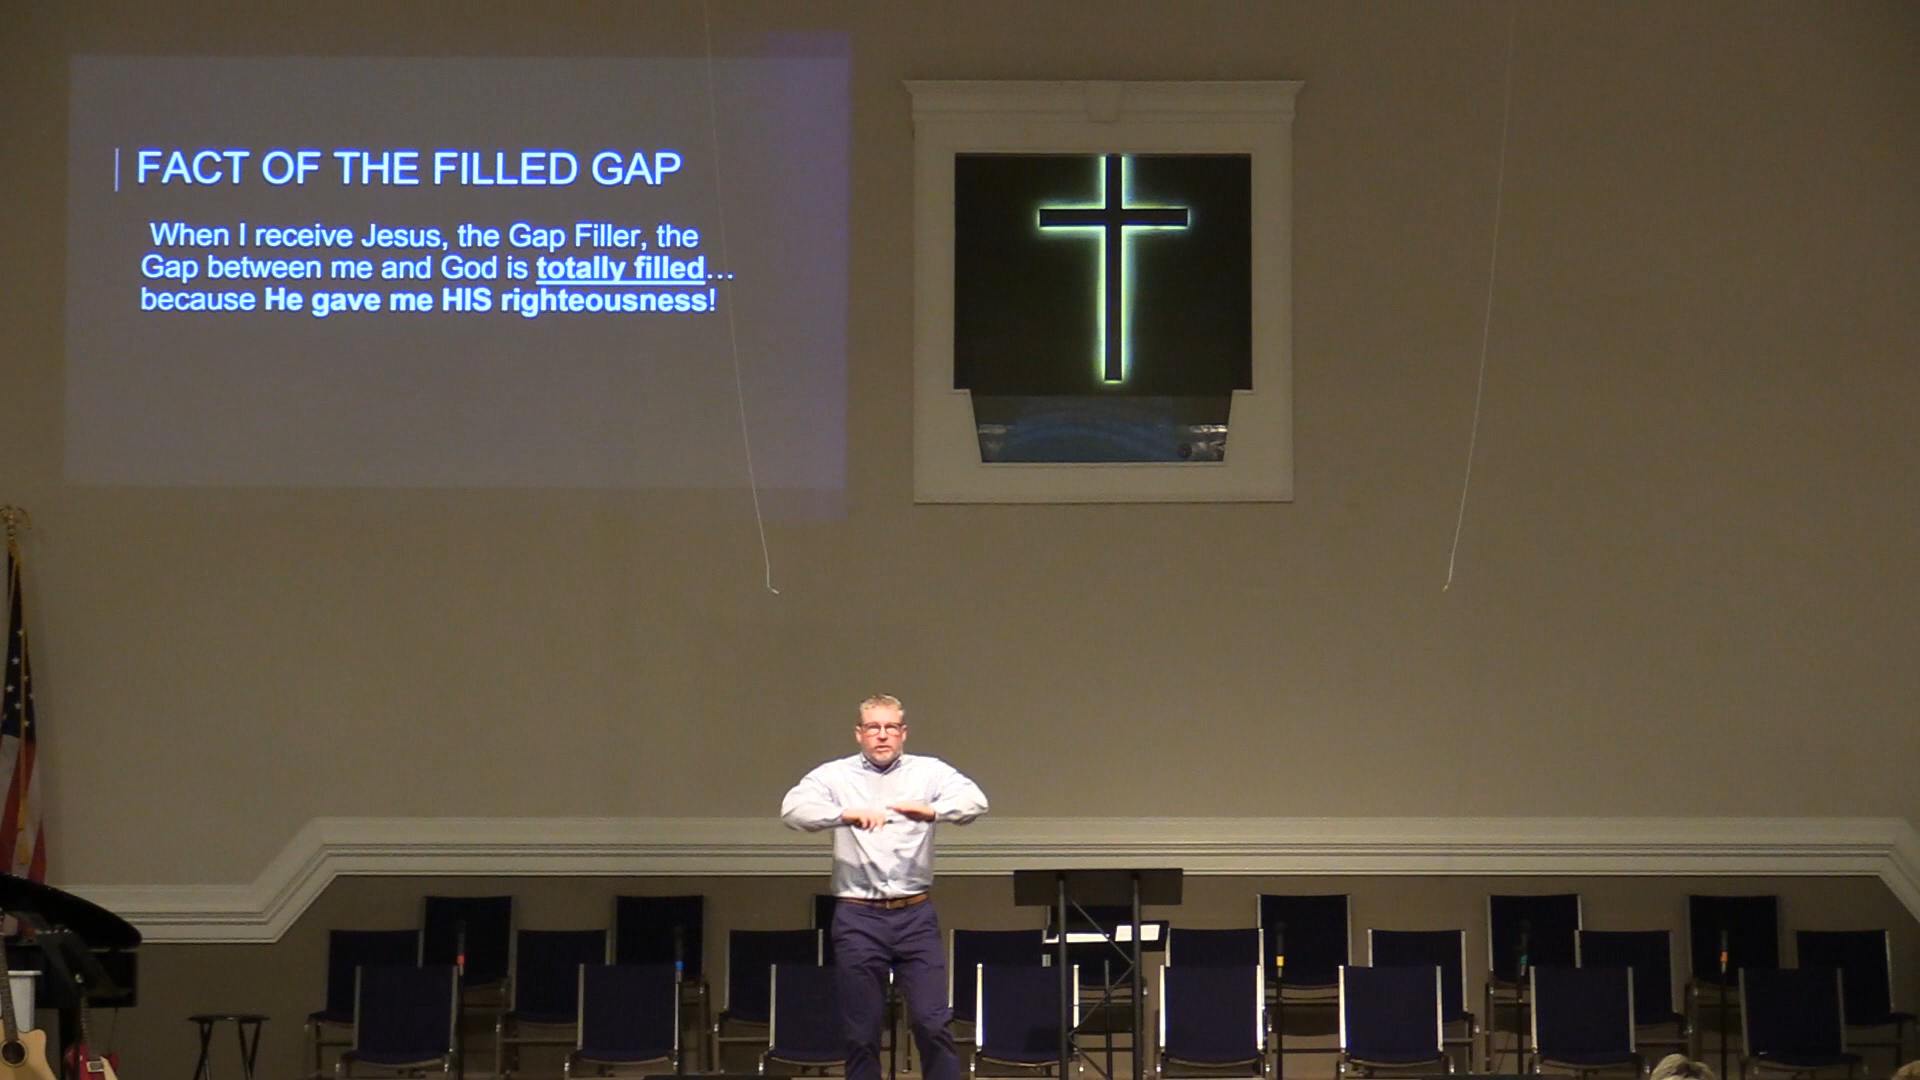 FACT OF THE FILLED GAP
When I receive Jesus, the Gap Filler, the
Gap between me and God is totally filled…
because He gave me HIS righteousness!